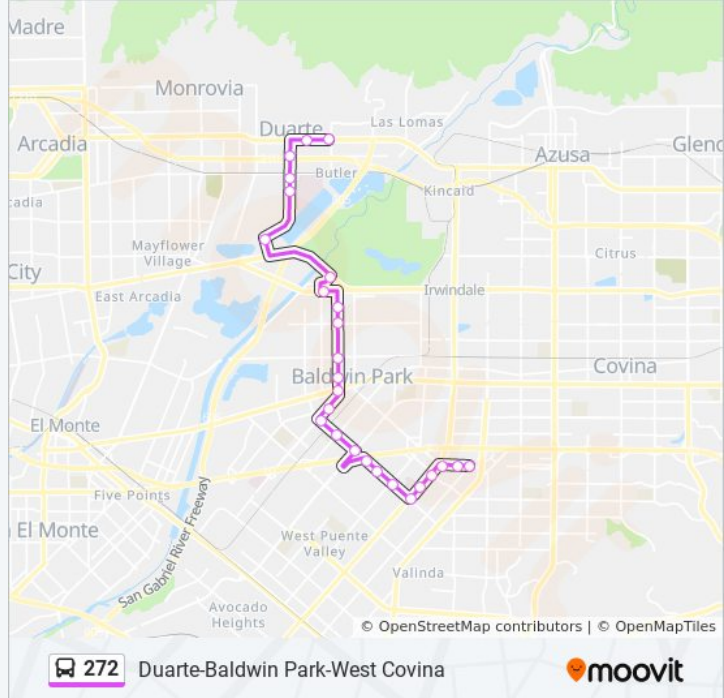 Madre
Monrovia
Duarte
Las Lomas
Arcadia
Azusa
Glend
Butler
Kincald
cadia
Mayflower
Village
Citrus
City
East Arcadia
Irwindale
Covina
Baldwin Park
El Monte
Five Points
El Monte
West Puente
Valley
San Gabriel River Freeway
Valinda
Avocado
Heights
© OpenStreetMap contributors | © OpenMapTiles
272 Duarte-Baldwin Park-West Covina
moovit